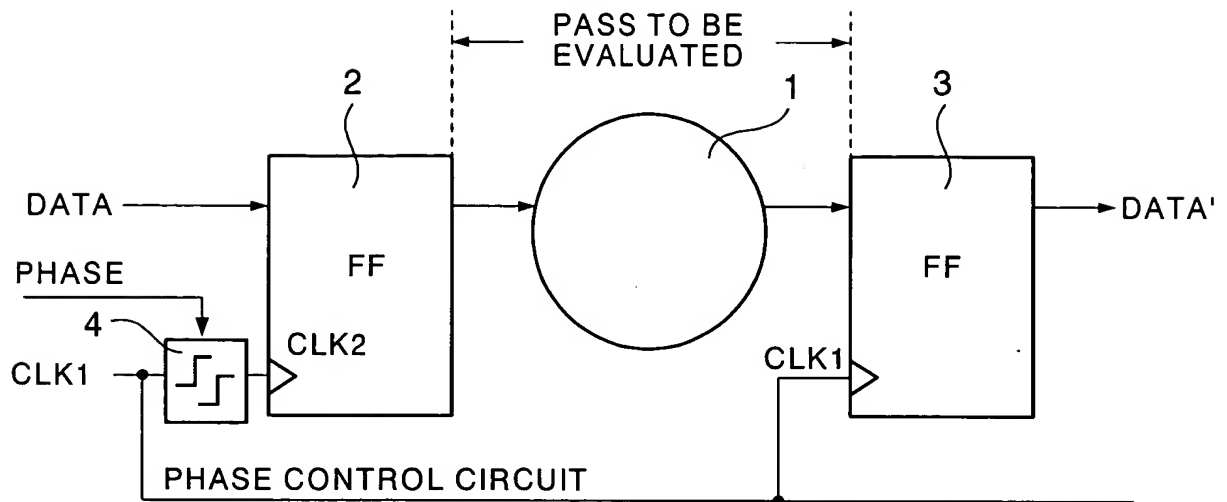 PASS TO BE
EVALUATED
2
1
3
DATA
DATA'
FF
FF
PHASE
4
CLK2
CLK1
CLK1
PHASE CONTROL CIRCUIT